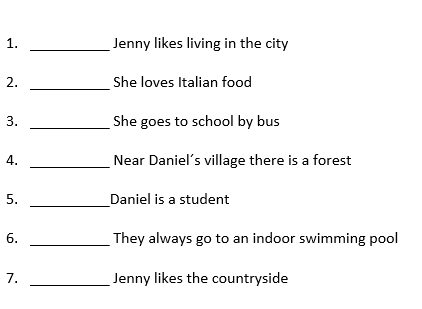 1. __________ Jenny likes living in the city
2. __________ She loves Italian food
3. __________ She goes to school by bus
4. __________ Near Daniel´s village there is a forest
5. __________Daniel is a student
6. __________ They always go to an indoor swimming pool
7. __________ Jenny likes the countryside